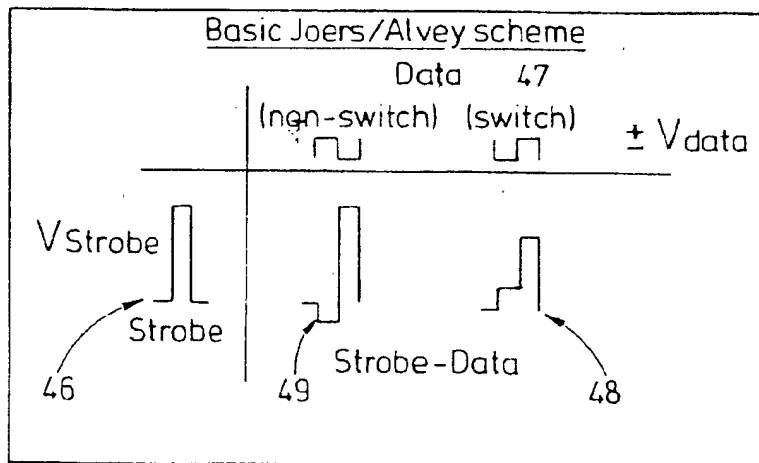 Basic Joers/Alvey scheme
Data 47
(non-switch) (switch) ± Vdata
VStrobe
Strobe
Strobe-Data
46 49 48